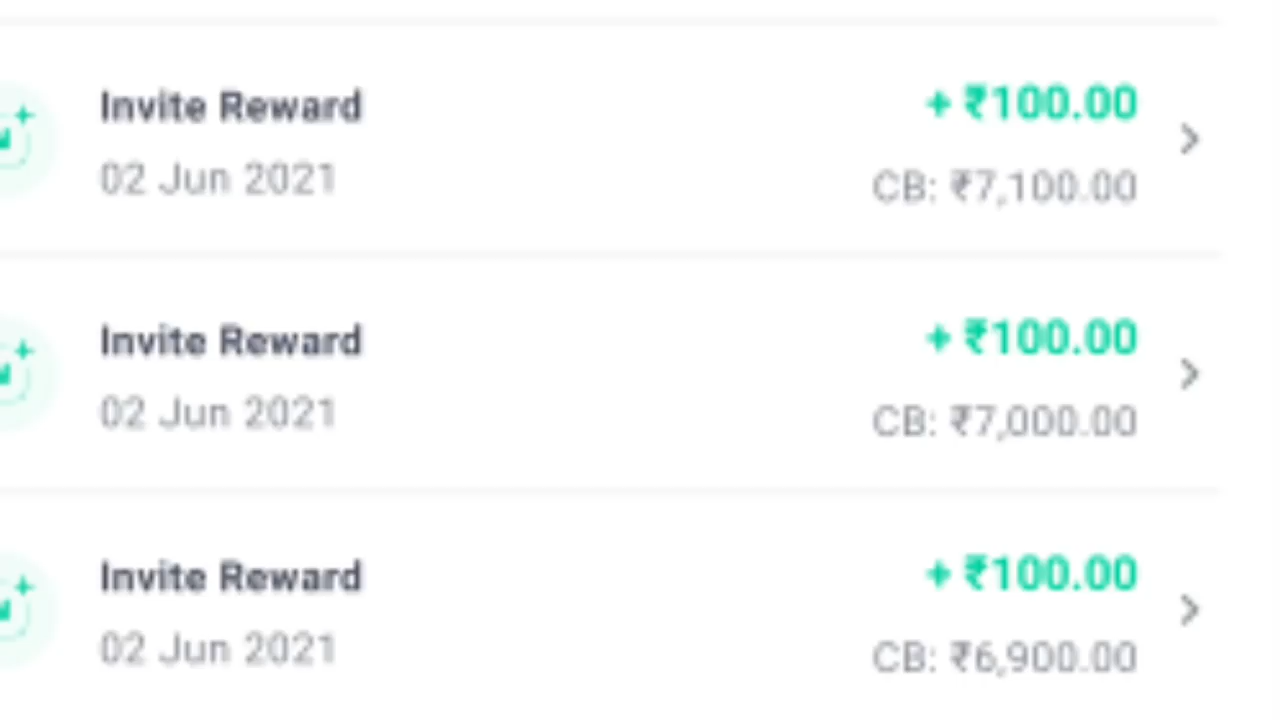 Invite Reward
+ ₹100.00
02 Jun 2021
CB: ₹7,100.00
Invite Reward
+ ₹100.00
02 Jun 2021
CB: ₹7,000.00
Invite Reward
+ ₹100.00
02 Jun 2021
CB: ₹6,900.00